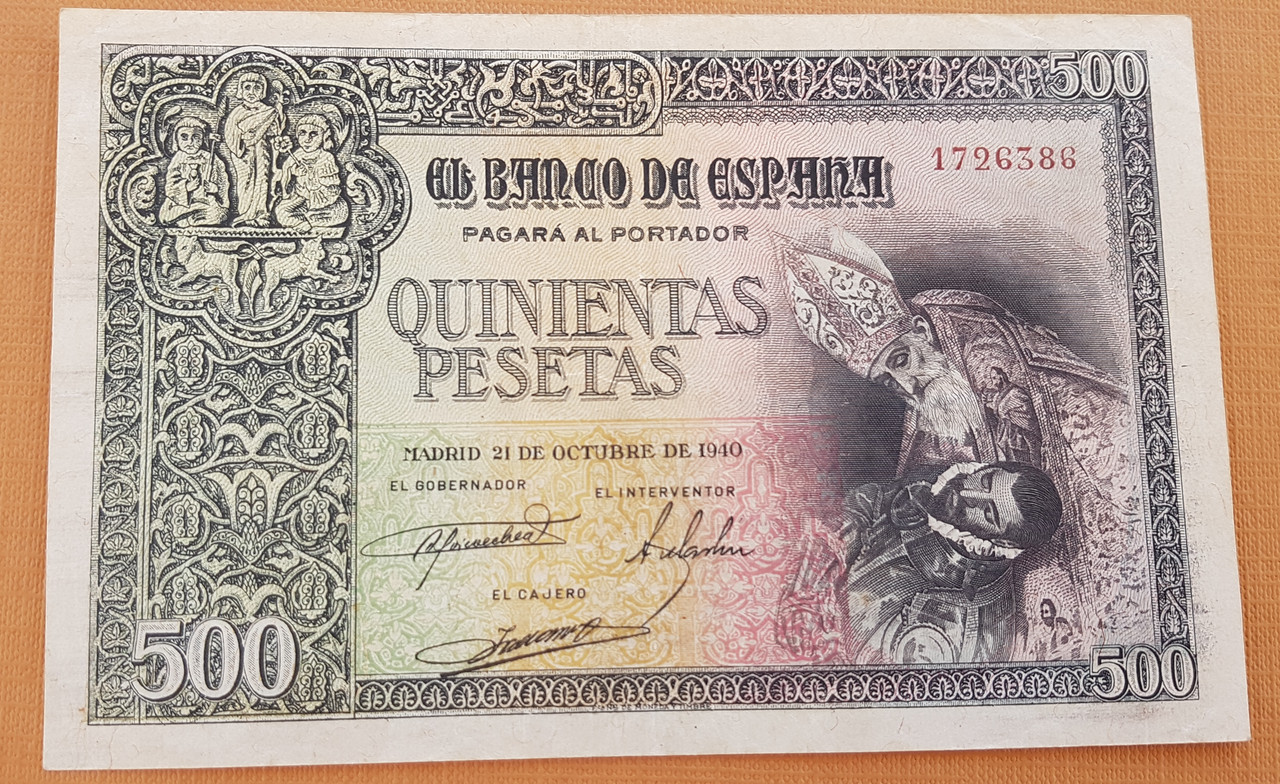 500
EL BANCO DE ESPAÑA
1726386
PAGARÁ AL PORTADOR
QUINIENTAS
PESETAS
MADRID 21 DE OCTUBRE DE 1940
EL GOBERNADOR
EL INTERVENTOR
EL CAJERO
500
500